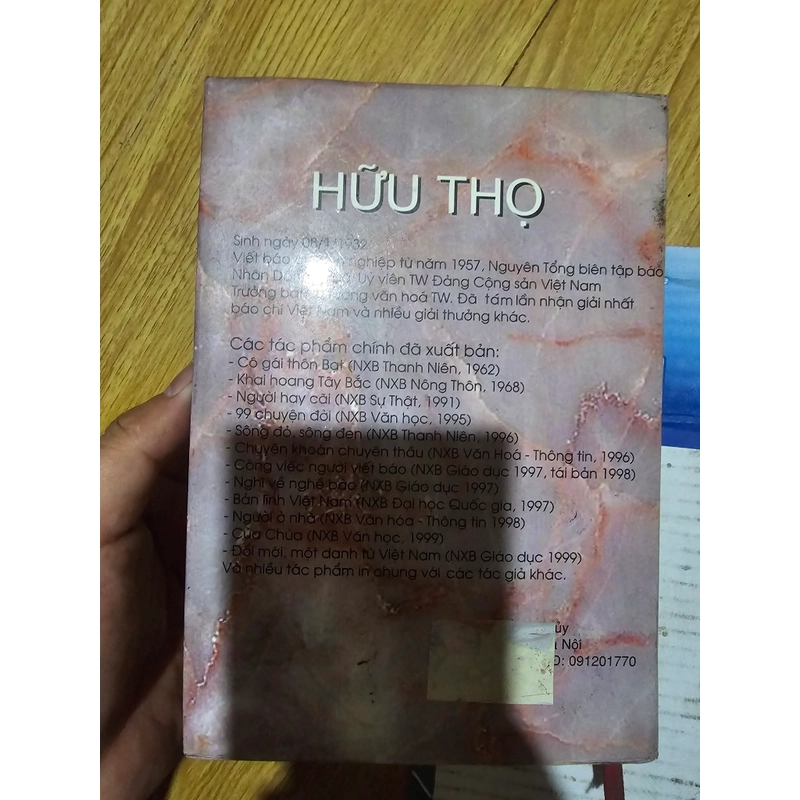 HỮU THỌ
Sinh ngày 08/1/1932
Viết báo nghiệp từ năm 1957, Nguyên Tổng biên tập báo
Nhân Uỷ viên TW Đảng Cộng sản Việt Nam
Trưởng ban văn hoá TW. Đã tám lần nhận giải nhất
báo chí Việt Nam và nhiều giải thưởng khác.
Các tác phẩm chính đã xuất bản:
- Cô gái thôn Bạt (NXB Thanh Niên, 1962)
- Khai hoang Tây Bắc (NXB Nông Thôn, 1968)
- Người hay cãi (NXB Sự Thật, 1991)
- 99 chuyện đời (NXB Văn học, 1995)
- Sông đỏ, sông đen (NXB Thanh Niên, 1996)
- Chuyện khoán chuyện thầu (NXB Văn Hoá - Thông tin, 1996)
- Công việc người viết báo (NXB Giáo dục 1997, tái bản 1998)
- Nghĩ về nghề báo (NXB Giáo dục 1997)
- Bản lĩnh Việt Nam (NXB Đại học Quốc gia, 1997)
- Người ở nhà (NXB Văn hóa - Thông tin 1998)
- Của Chùa (NXB Văn học, 1999)
- Đổi mới, một danh từ Việt Nam (NXB Giáo dục 1999)
Và nhiều tác phẩm in chung với các tác giả khác.
ủy
Nội
D: 091201770